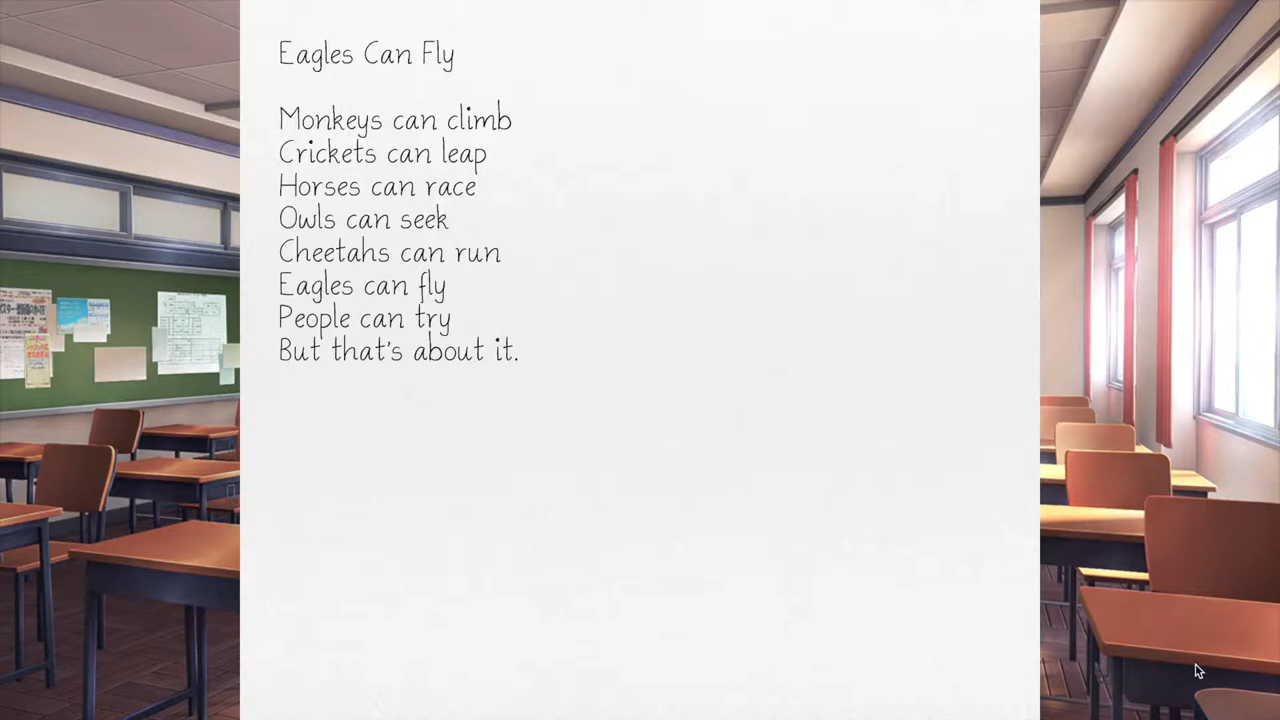 Eagles Can Fly
Monkeys can climb
Crickets can leap
Horses can race
Owls can seek
Cheetahs can run
Eagles can fly
People can try
But that's about it.